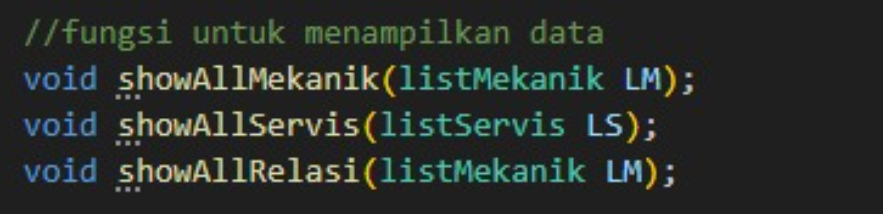 //fungsi untuk menampilkan data
void showAllMekanik(listMekanik LM);
void showAllServis(listServis LS);
void showAllRelasi(listMekanik LM);